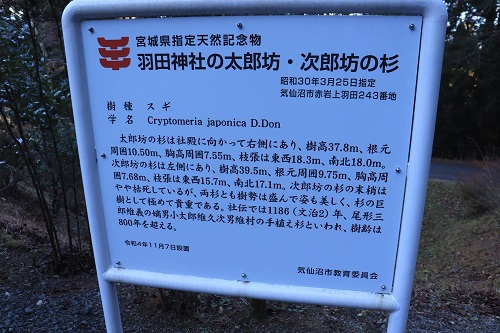 宮城県指定天然記念物
羽田神社の太郎坊・次郎坊の杉
昭和30年3月25日指定
気仙沼市赤岩上羽田243番地
樹種 スギ
学名 Cryptomeria japonica D.Don
太郎坊の杉は社殿に向かって右側にあり、樹高37.8m、根元
周囲10.50m、胸高周囲7.55m、枝張は東西18.3m、南北18.0m。
次郎坊の杉は左側にあり、樹高39.5m、根元周囲9.75m、胸高周
囲7.68m、枝張は東西15.7m、南北17.1m。次郎坊の杉の末梢は
やや枯死しているが、両杉とも樹勢は盛んで姿も美しく、杉の巨
樹として極めて貴重である。社伝では1186(文治2)年、尾形三
郎維義の嫡男小太郎維久次男維村の手植え杉といわれ、樹齢は
800年を超える。
令和4年11月7日設置
気仙沼市教育委員会